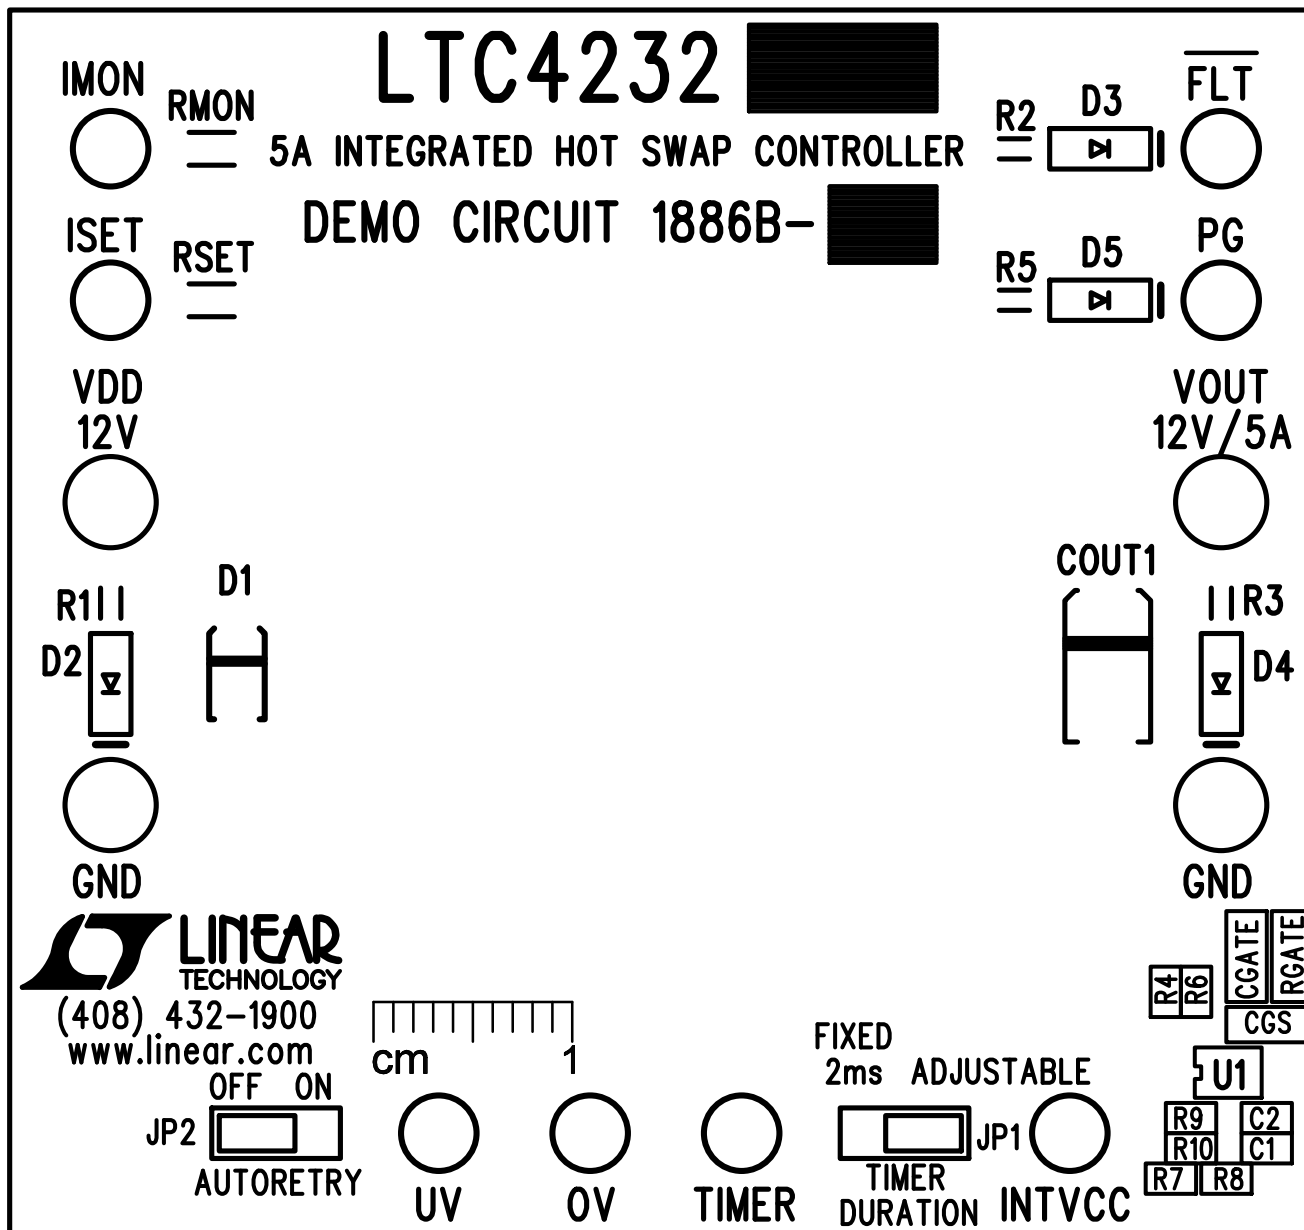 LTC4232
IMON
RMON
5A INTEGRATED HOT SWAP CONTROLLER
R2
D3
FLT
DEMO CIRCUIT 1886B-
ISET
RSET
R5
D5
PG
VDD
12V
VOUT
12V/5A
D1
COUT1
R1
R3
D2
D4
GND
GND
LINEAR
TECHNOLOGY
(408) 432-1900
www.linear.com
CGATE
RGATE
R4
R6
CGS
cm 1
FIXED
2ms ADJUSTABLE
U1
OFF ON
JP2
AUTORETRY
JP1
TIMER
DURATION
R9
C2
R10
C1
R7
R8
UV
OV
TIMER
INTVCC